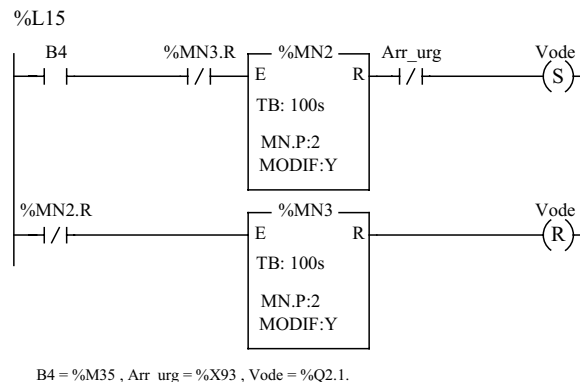 %L15
B4 %MN3.R %MN2 Arr_urg Vode
E R S
TB: 100s
MN.P:2
MODIF:Y
%MN2.R %MN3 Vode
E R R
TB: 100s
MN.P:2
MODIF:Y
B4 = %M35 , Arr_urg = %X93 , Vode = %Q2.1.